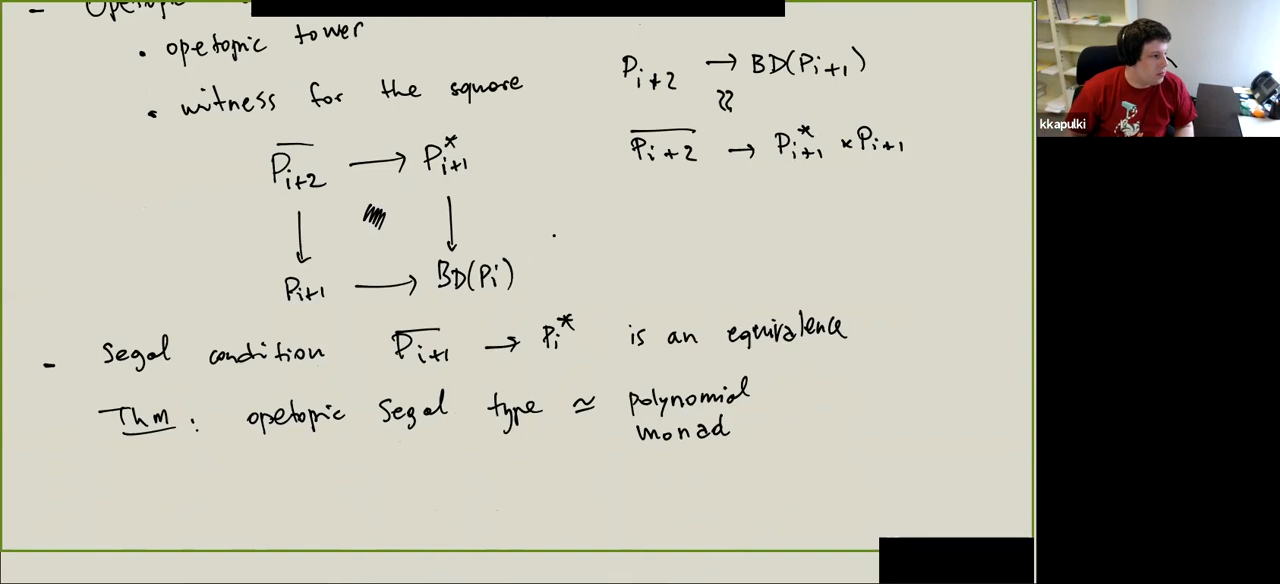 - Opetopic
• opetopic tower
• witness for the square
P_{i+2} → BD(P_{i+1})
≀≀
\overline{P_{i+2}} → P^*_{i+1} × P_{i+1}
\overline{P_{i+2}} → P^*_{i+1}
↓ ↓
P_{i+1} → BD(P_i)
- Segal condition \overline{P_{i+1}} → P_i^* is an equivalence
Thm: opetopic Segal type ≃ polynomial
monad
kkapulki